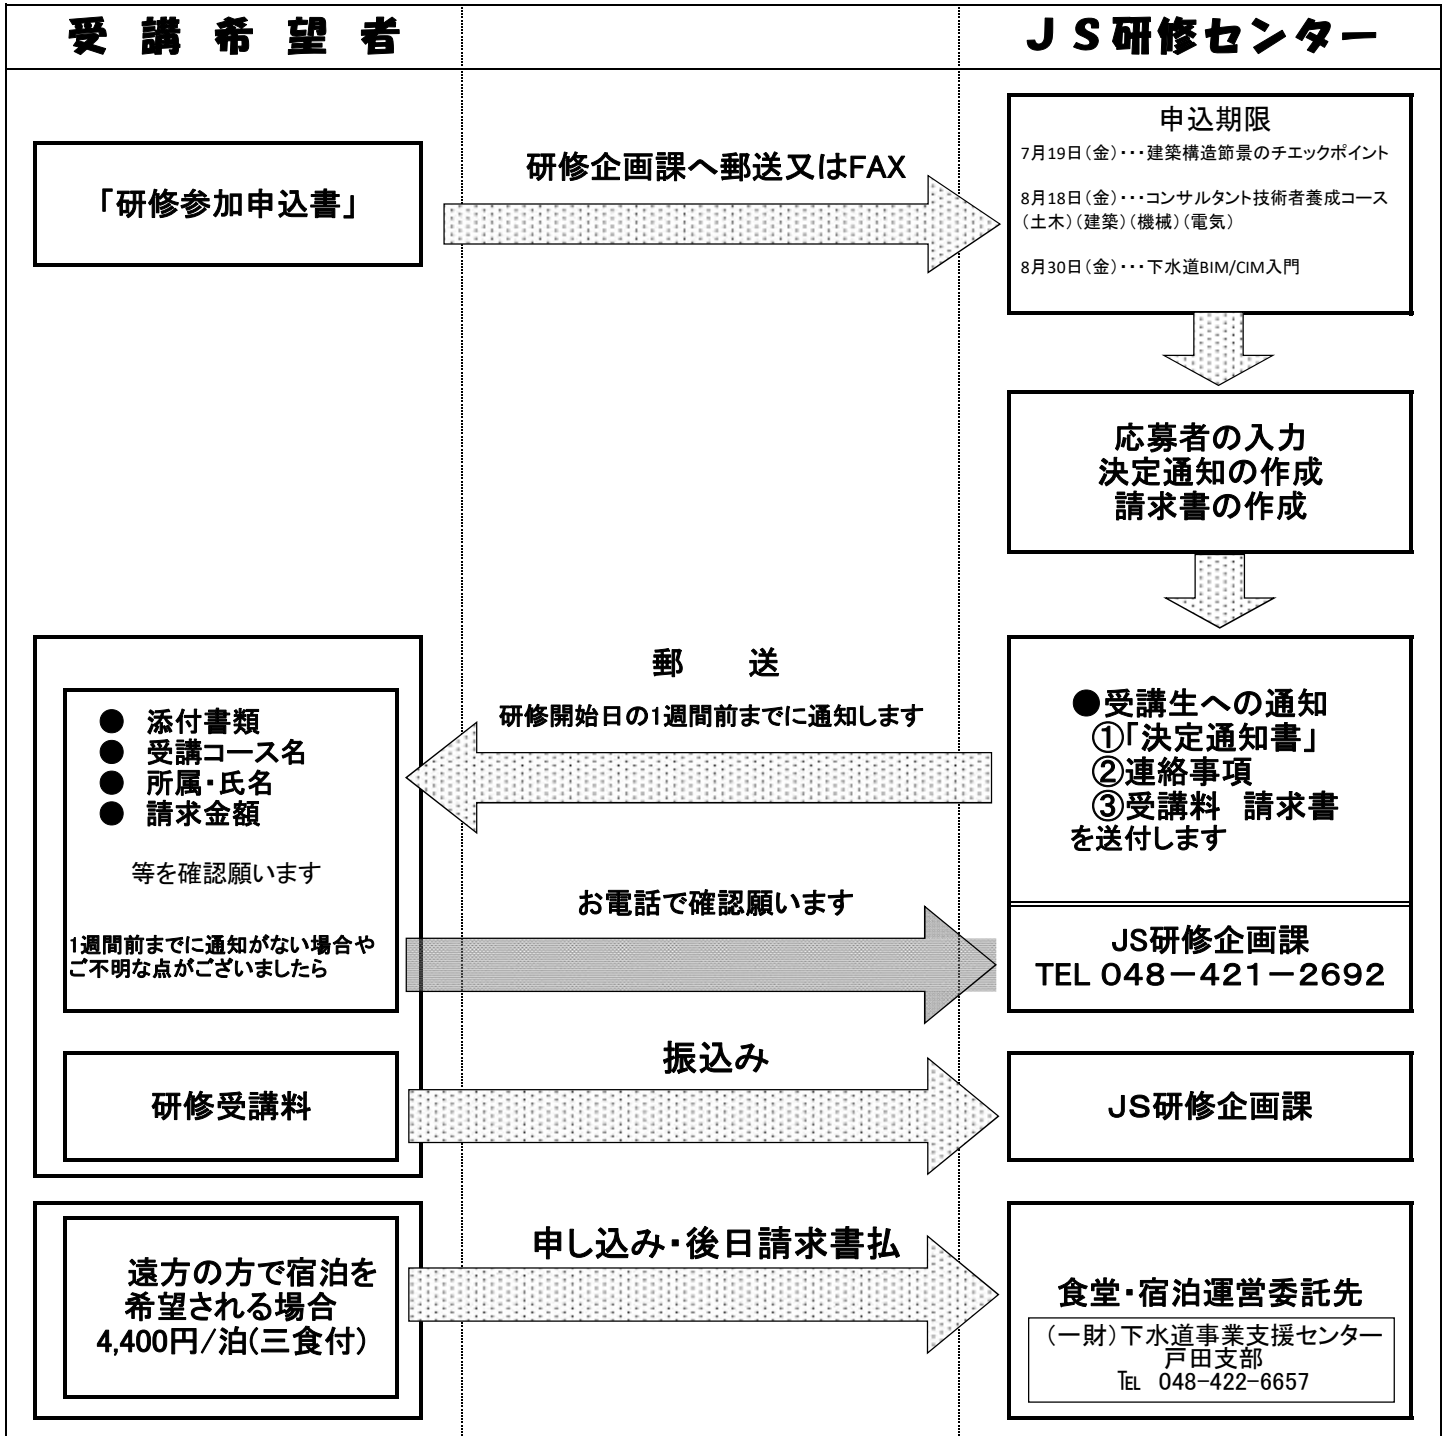 受講希望者
JS研修センター
「研修参加申込書」
研修企画課へ郵送又はFAX
申込期限
7月19日(金)・・・建築構造節景のチエックポイント
8月18日(金)・・・コンサルタント技術者養成コース
(土木)(建築)(機械)(電気)
8月30日(金)・・・下水道BIM/CIM入門
応募者の入力
決定通知の作成
請求書の作成
郵　送
研修開始日の1週間前までに通知します
● 添付書類
● 受講コース名
● 所属・氏名
● 請求金額
等を確認願います
1週間前までに通知がない場合や
ご不明な点がございましたら
●受講生への通知
①「決定通知書」
②連絡事項
③受講料　請求書
を送付します
お電話で確認願います
JS研修企画課
TEL 048－421－2692
研修受講料
振込み
JS研修企画課
遠方の方で宿泊を
希望される場合
4,400円/泊(三食付)
申し込み・後日請求書払
食堂・宿泊運営委託先
(一財)下水道事業支援センター
戸田支部
℡ 048-422-6657